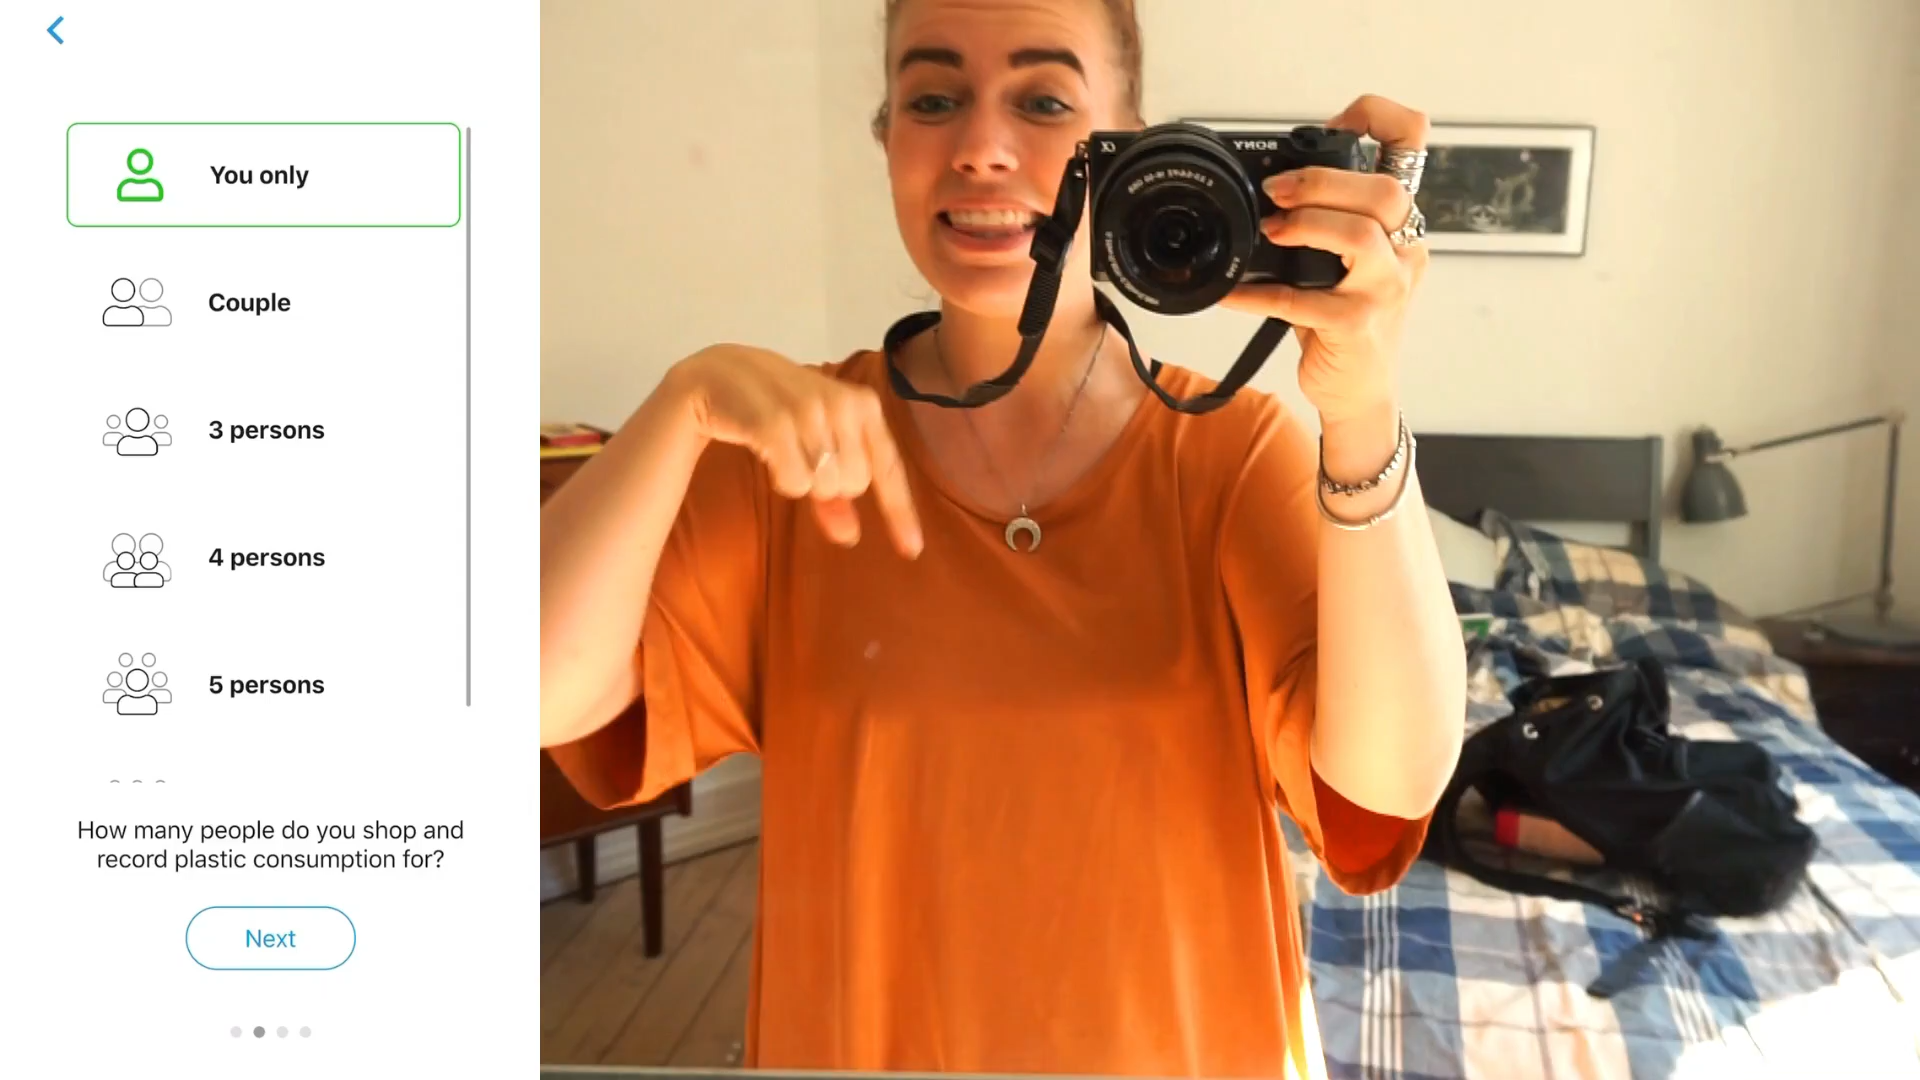 You only
Couple
3 persons
4 persons
5 persons
How many people do you shop and
record plastic consumption for?
Next
SONY